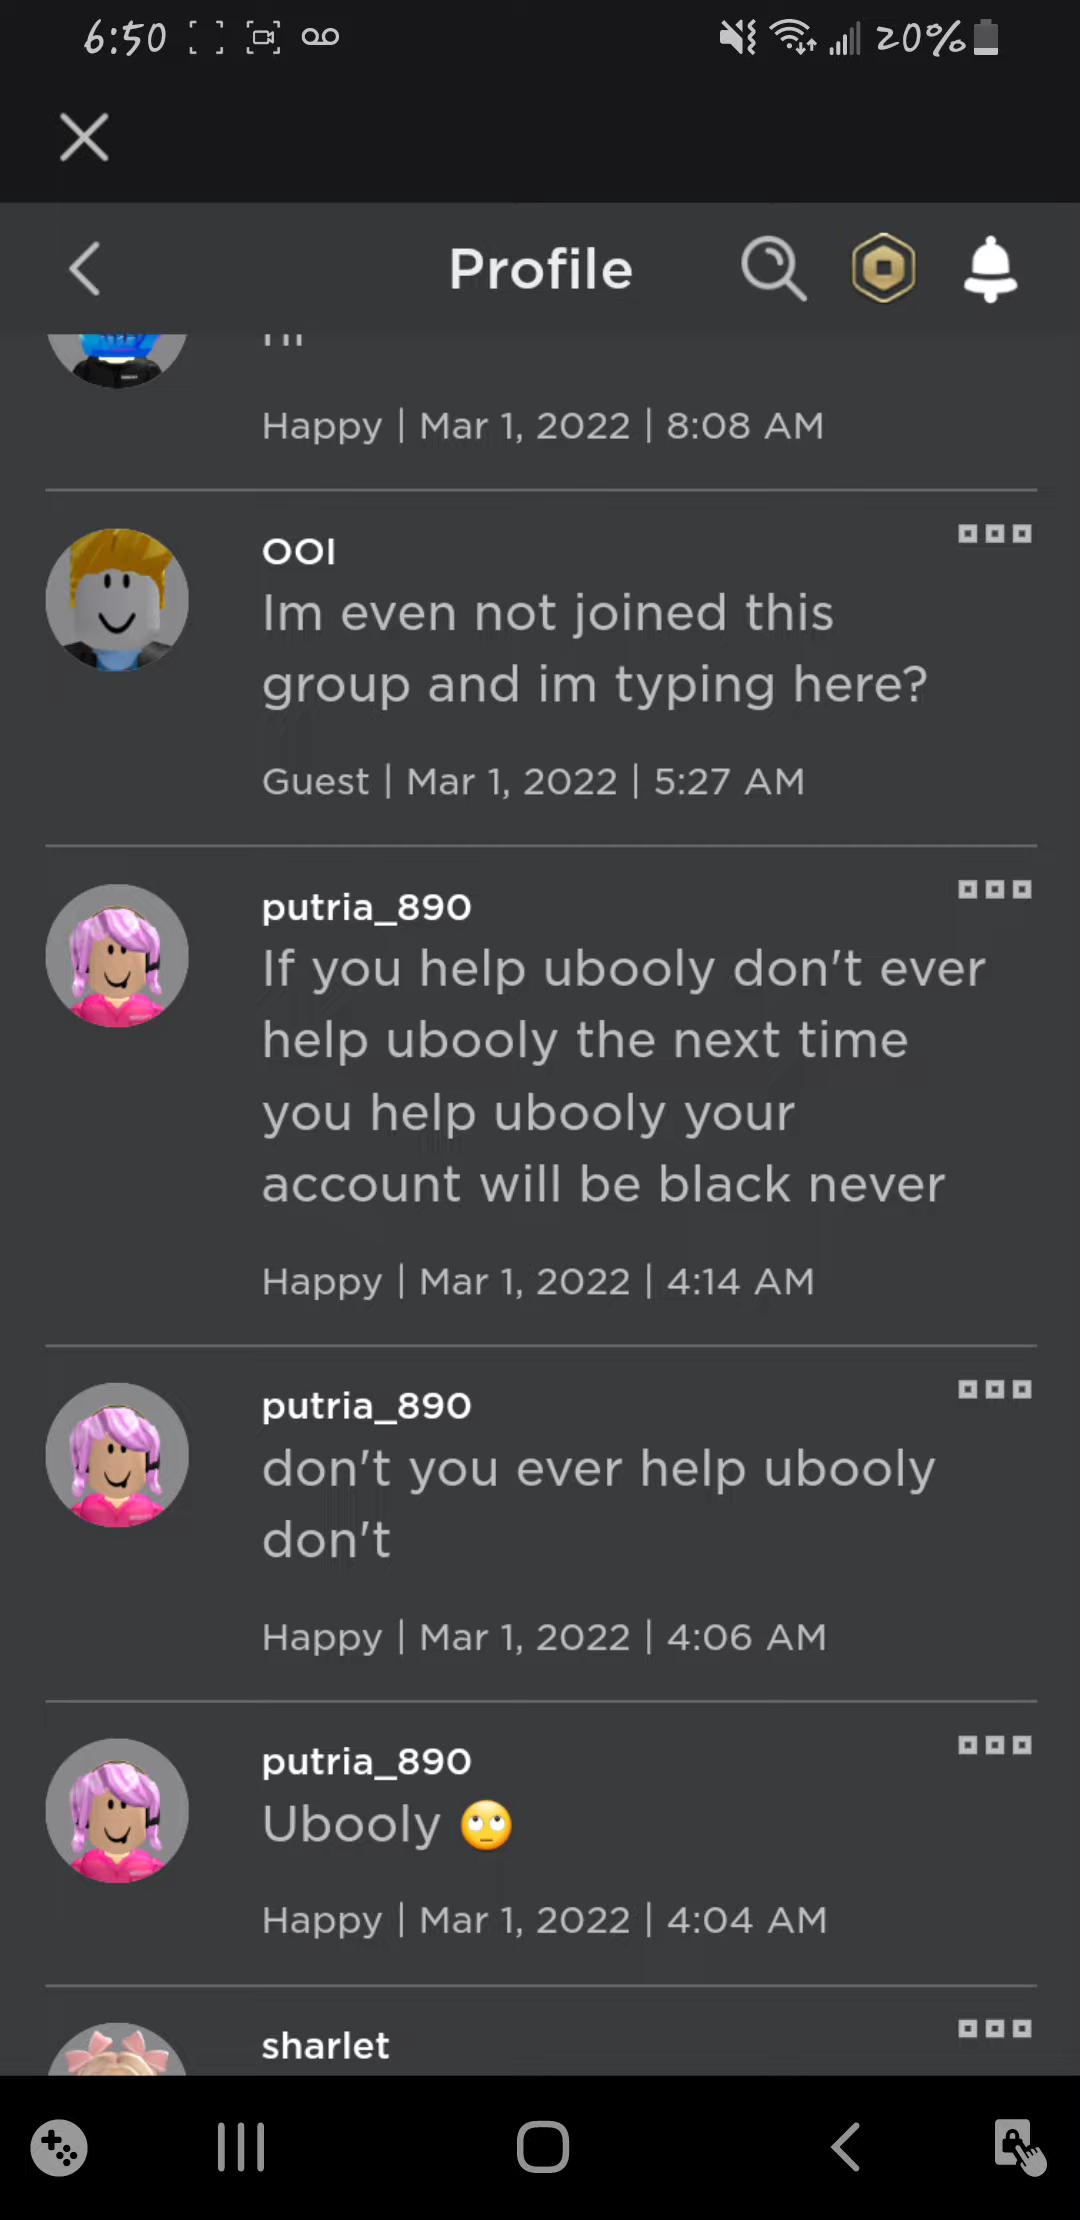 6:50
20%
Profile
Happy | Mar 1, 2022 | 8:08 AM
OOI
Im even not joined this
group and im typing here?
Guest | Mar 1, 2022 | 5:27 AM
putria_890
If you help ubooly don't ever
help ubooly the next time
you help ubooly your
account will be black never
Happy | Mar 1, 2022 | 4:14 AM
putria_890
don't you ever help ubooly
don't
Happy | Mar 1, 2022 | 4:06 AM
putria_890
Ubooly 🙄
Happy | Mar 1, 2022 | 4:04 AM
sharlet